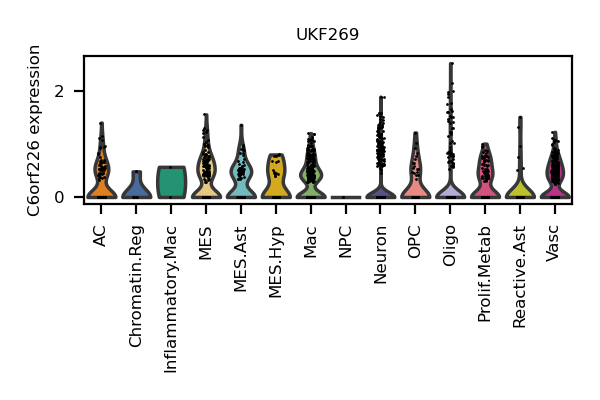 UKF269
C6orf226 expression
2
0
AC
Chromatin.Reg
Inflammatory.Mac
MES
MES.Ast
MES.Hyp
Mac
NPC
Neuron
OPC
Oligo
Prolif.Metab
Reactive.Ast
Vasc